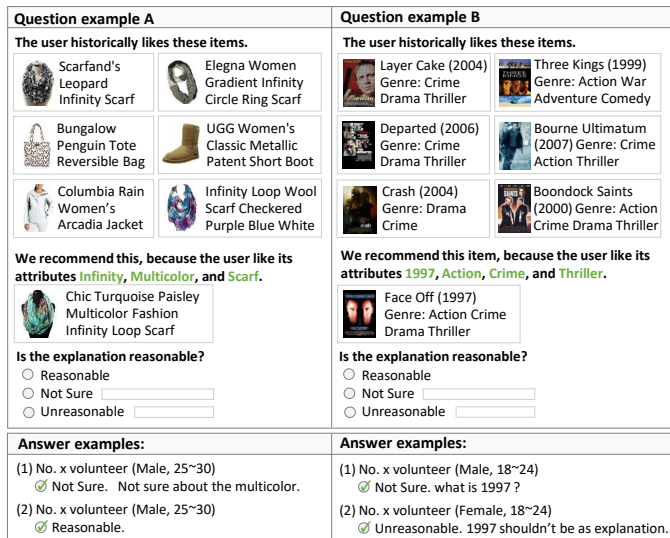 Question example A
The user historically likes these items.
Scarfand's
Leopard
Infinity Scarf
Elegna Women
Gradient Infinity
Circle Ring Scarf
Bungalow
Penguin Tote
Reversible Bag
UGG Women's
Classic Metallic
Patent Short Boot
Columbia Rain
Women's
Arcadia Jacket
Infinity Loop Wool
Scarf Checkered
Purple Blue White
We recommend this, because the user like its
attributes Infinity, Multicolor, and Scarf.
Chic Turquoise Paisley
Multicolor Fashion
Infinity Loop Scarf
Is the explanation reasonable?
Reasonable
Not Sure
Unreasonable
Answer examples:
(1) No. x volunteer (Male, 25~30)
Not Sure. Not sure about the multicolor.
(2) No. x volunteer (Male, 25~30)
Reasonable.
Question example B
The user historically likes these items.
Layer Cake (2004)
Genre: Crime
Drama Thriller
Three Kings (1999)
Genre: Action War
Adventure Comedy
Departed (2006)
Genre: Crime
Drama Thriller
Bourne Ultimatum
(2007) Genre: Crime
Action Thriller
Crash (2004)
Genre: Drama
Crime
SAINTS
Boondock Saints
(2000) Genre: Action
Crime Drama Thriller
We recommend this item, because the user like its
attributes 1997, Action, Crime, and Thriller.
Face Off (1997)
Genre: Action Crime
Drama Thriller
Is the explanation reasonable?
Reasonable
Not Sure
Unreasonable
Answer examples:
(1) No. x volunteer (Male, 18~24)
Not Sure. what is 1997 ?
(2) No. x volunteer (Female, 18~24)
Unreasonable. 1997 shouldn't be as explanation.